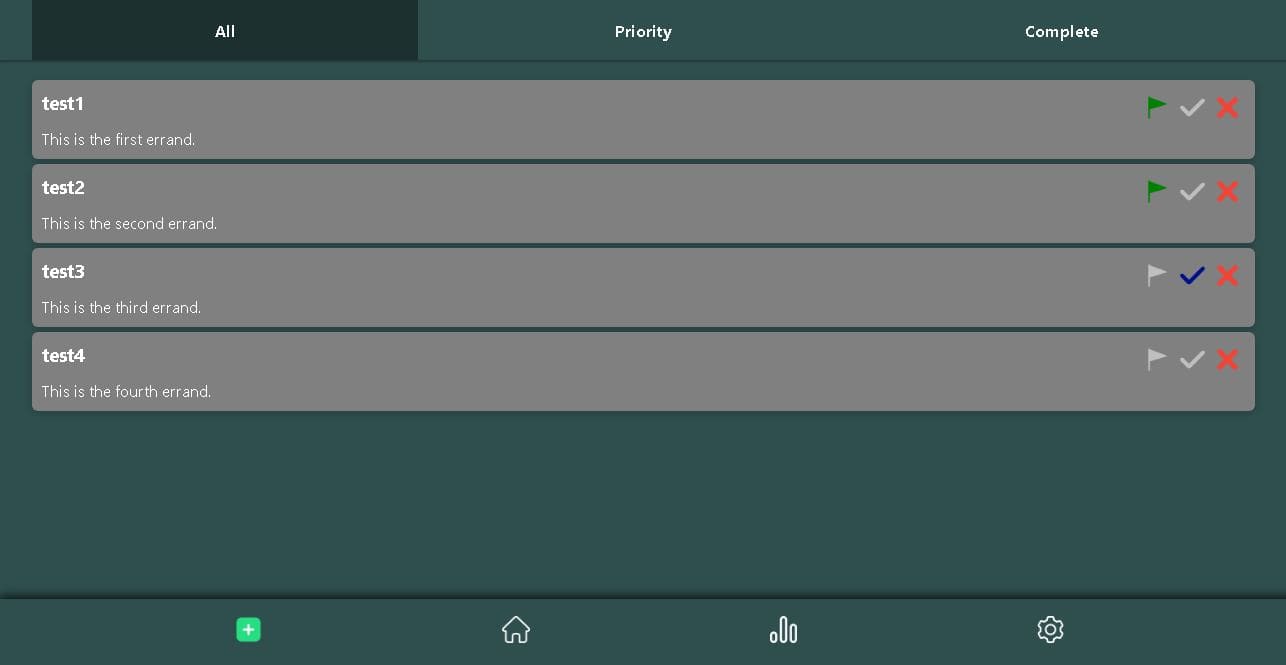 All
Priority
Complete
test1
This is the first errand.
test2
This is the second errand.
test3
This is the third errand.
test4
This is the fourth errand.